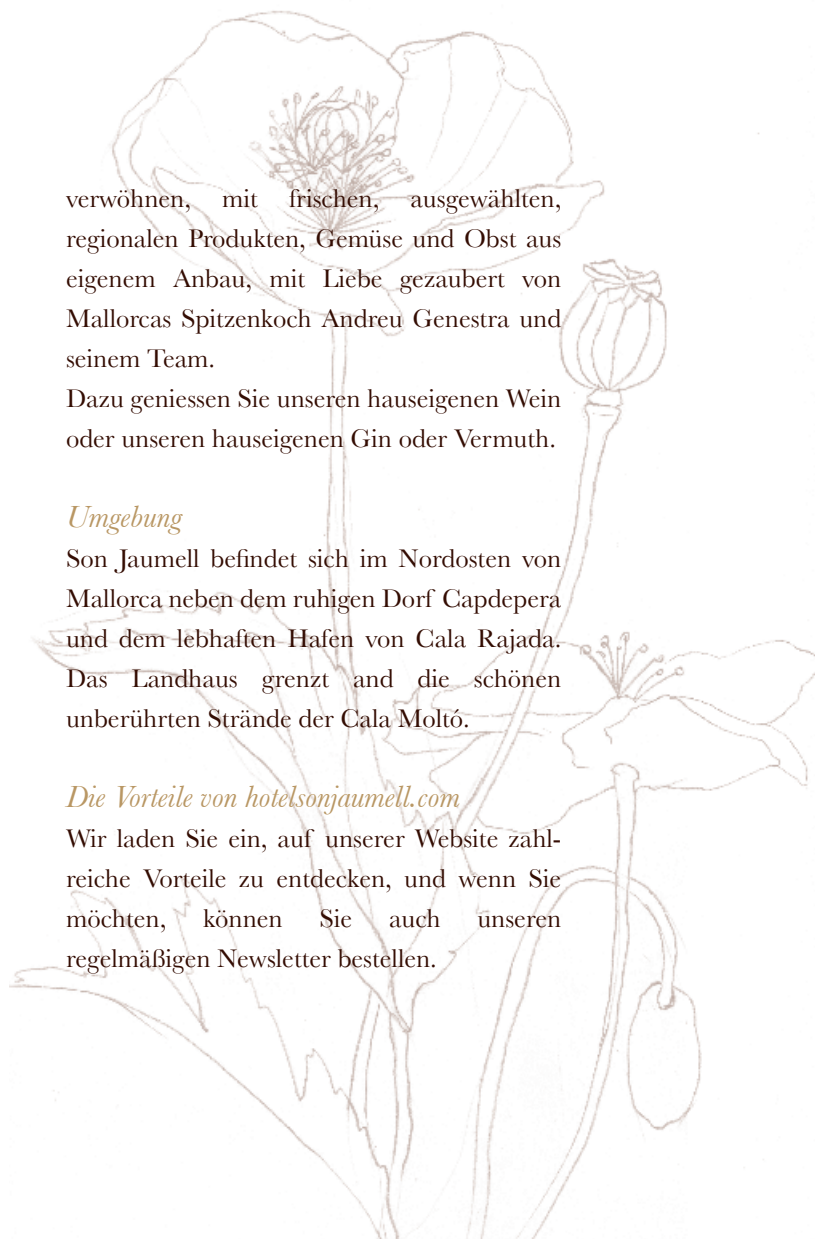 verwöhnen, mit frischen, ausgewählten,
regionalen Produkten, Gemüse und Obst aus
eigenem Anbau, mit Liebe gezaubert von
Mallorcas Spitzenkoch Andreu Genestra und
seinem Team.
Dazu geniessen Sie unseren hauseigenen Wein
oder unseren hauseigenen Gin oder Vermuth.
Umgebung
Son Jaumell befindet sich im Nordosten von
Mallorca neben dem ruhigen Dorf Capdepera
und dem lebhaften Hafen von Cala Rajada.
Das Landhaus grenzt and die schönen
unberührten Strände der Cala Moltó.
Die Vorteile von hotelsonjaumell.com
Wir laden Sie ein, auf unserer Website zahl-
reiche Vorteile zu entdecken, und wenn Sie
möchten, können Sie auch unseren
regelmäßigen Newsletter bestellen.